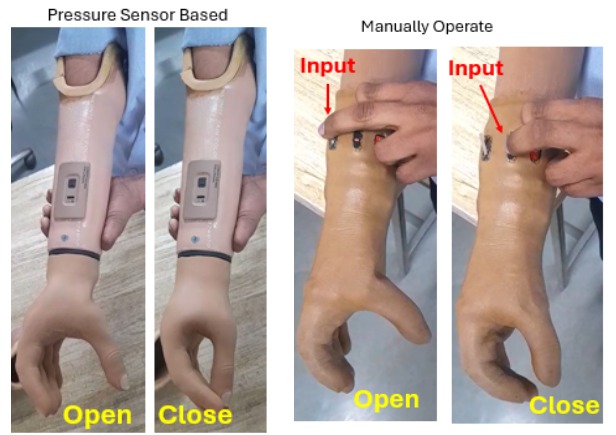 Pressure Sensor Based
Manually Operate
Input
Input
Open
Close
Open
Close